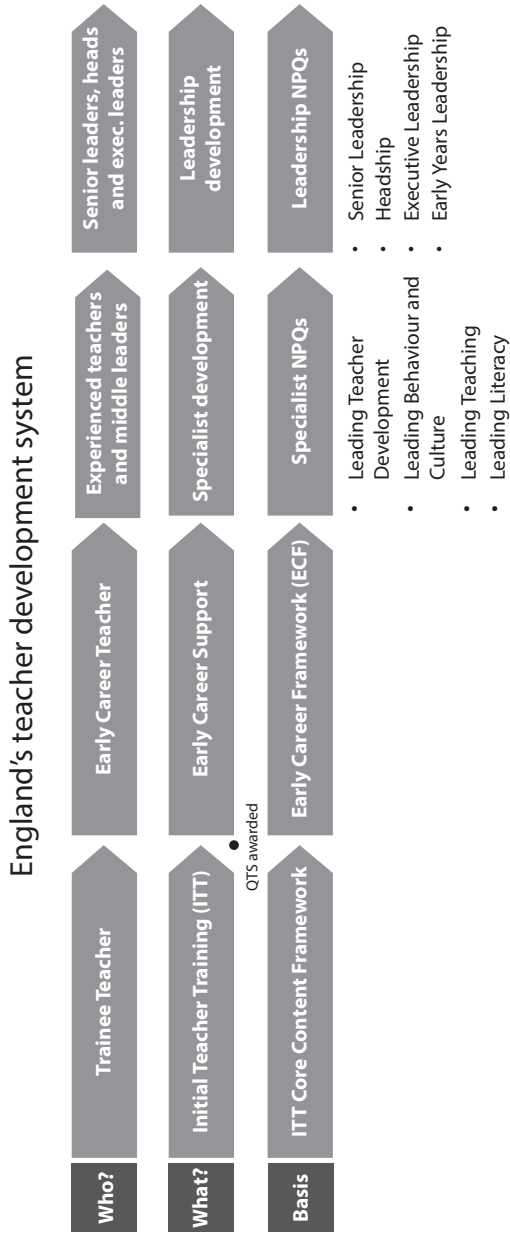 England's teacher development system
Who?
Trainee Teacher
Early Career Teacher
Experienced teachers
and middle leaders
Senior leaders, heads
and exec. leaders
What?
Initial Teacher Training (ITT)
Early Career Support
Specialist development
Leadership
development
QTS awarded
Basis
ITT Core Content Framework
Early Career Framework (ECF)
Specialist NPQs
Leadership NPQs
• Leading Teacher
Development
• Leading Behaviour and
Culture
• Leading Teaching
• Leading Literacy
• Senior Leadership
• Headship
• Executive Leadership
• Early Years Leadership